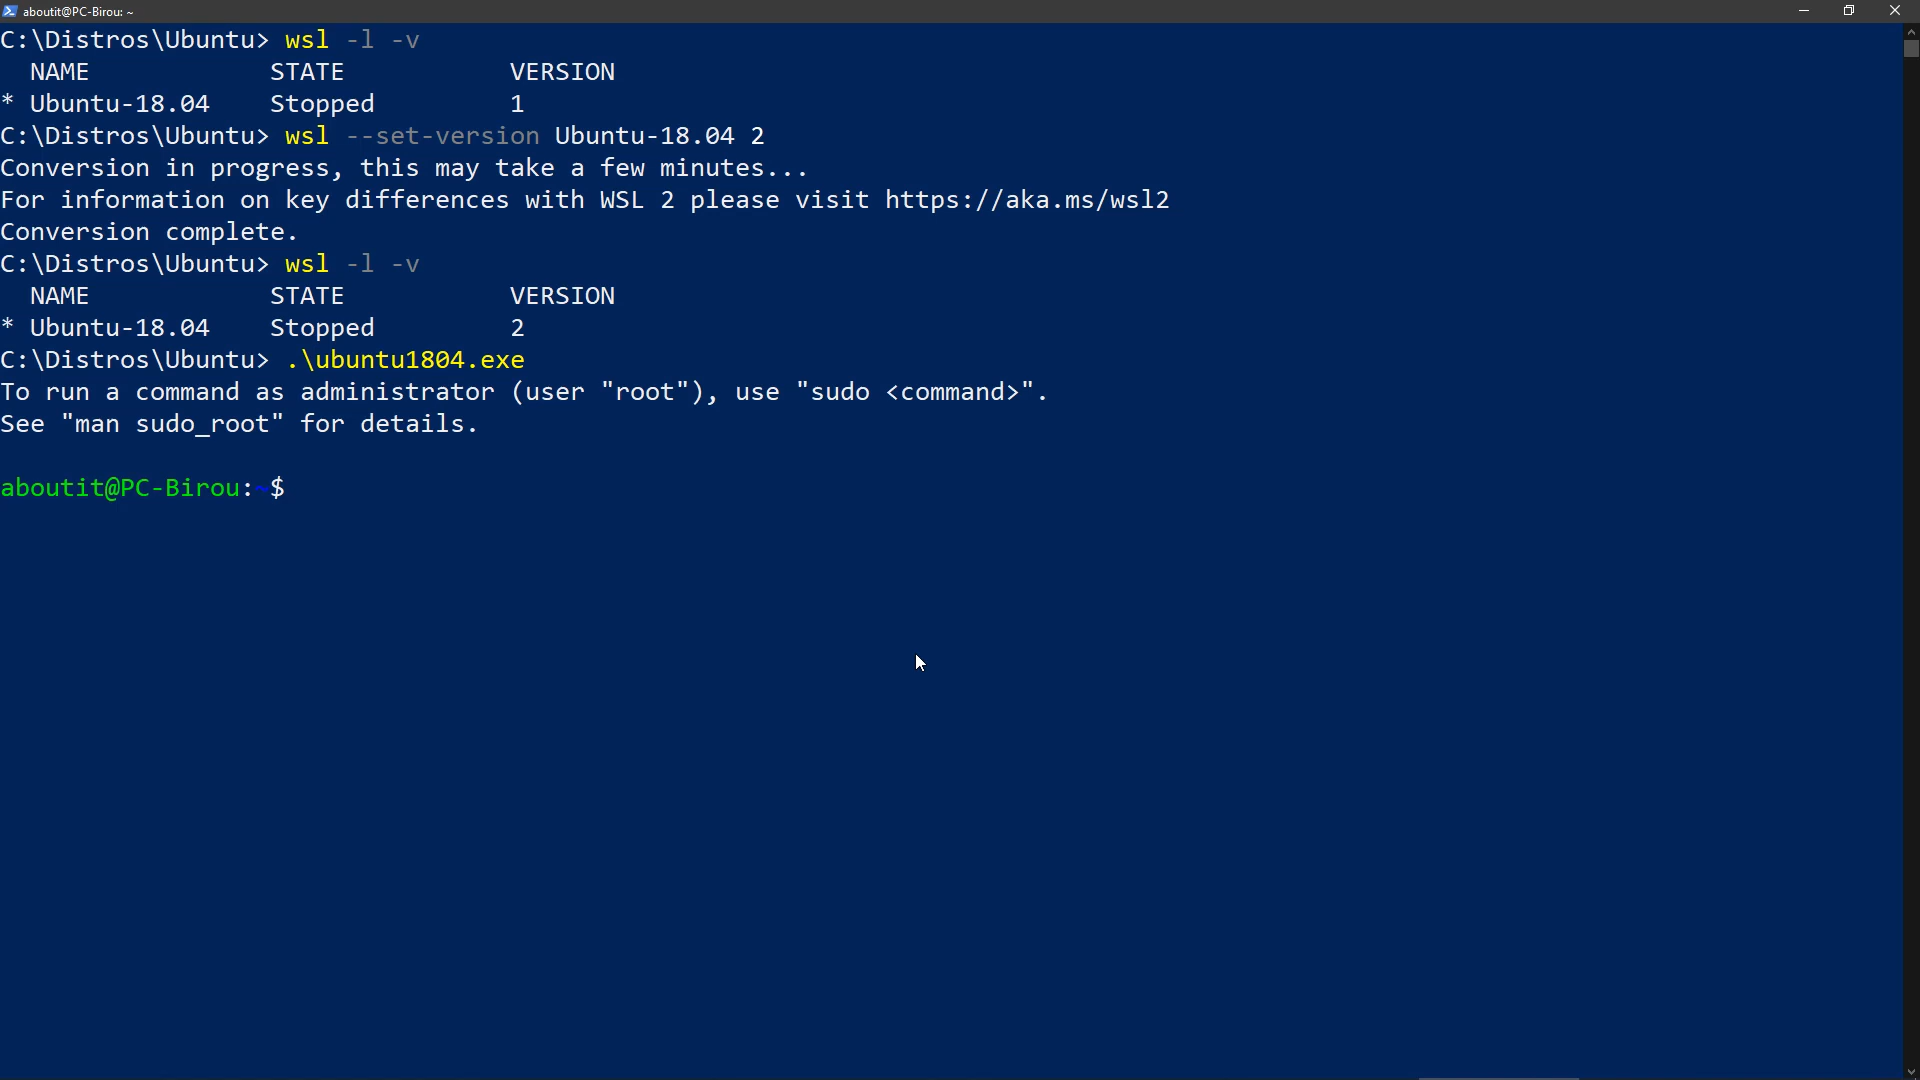 aboutit@PC-Birou: ~
C:\Distros\Ubuntu> wsl -l -v
  NAME            STATE           VERSION
* Ubuntu-18.04    Stopped         1
C:\Distros\Ubuntu> wsl --set-version Ubuntu-18.04 2
Conversion in progress, this may take a few minutes...
For information on key differences with WSL 2 please visit https://aka.ms/wsl2
Conversion complete.
C:\Distros\Ubuntu> wsl -l -v
  NAME            STATE           VERSION
* Ubuntu-18.04    Stopped         2
C:\Distros\Ubuntu> .\ubuntu1804.exe
To run a command as administrator (user "root"), use "sudo <command>".
See "man sudo_root" for details.
aboutit@PC-Birou:~$